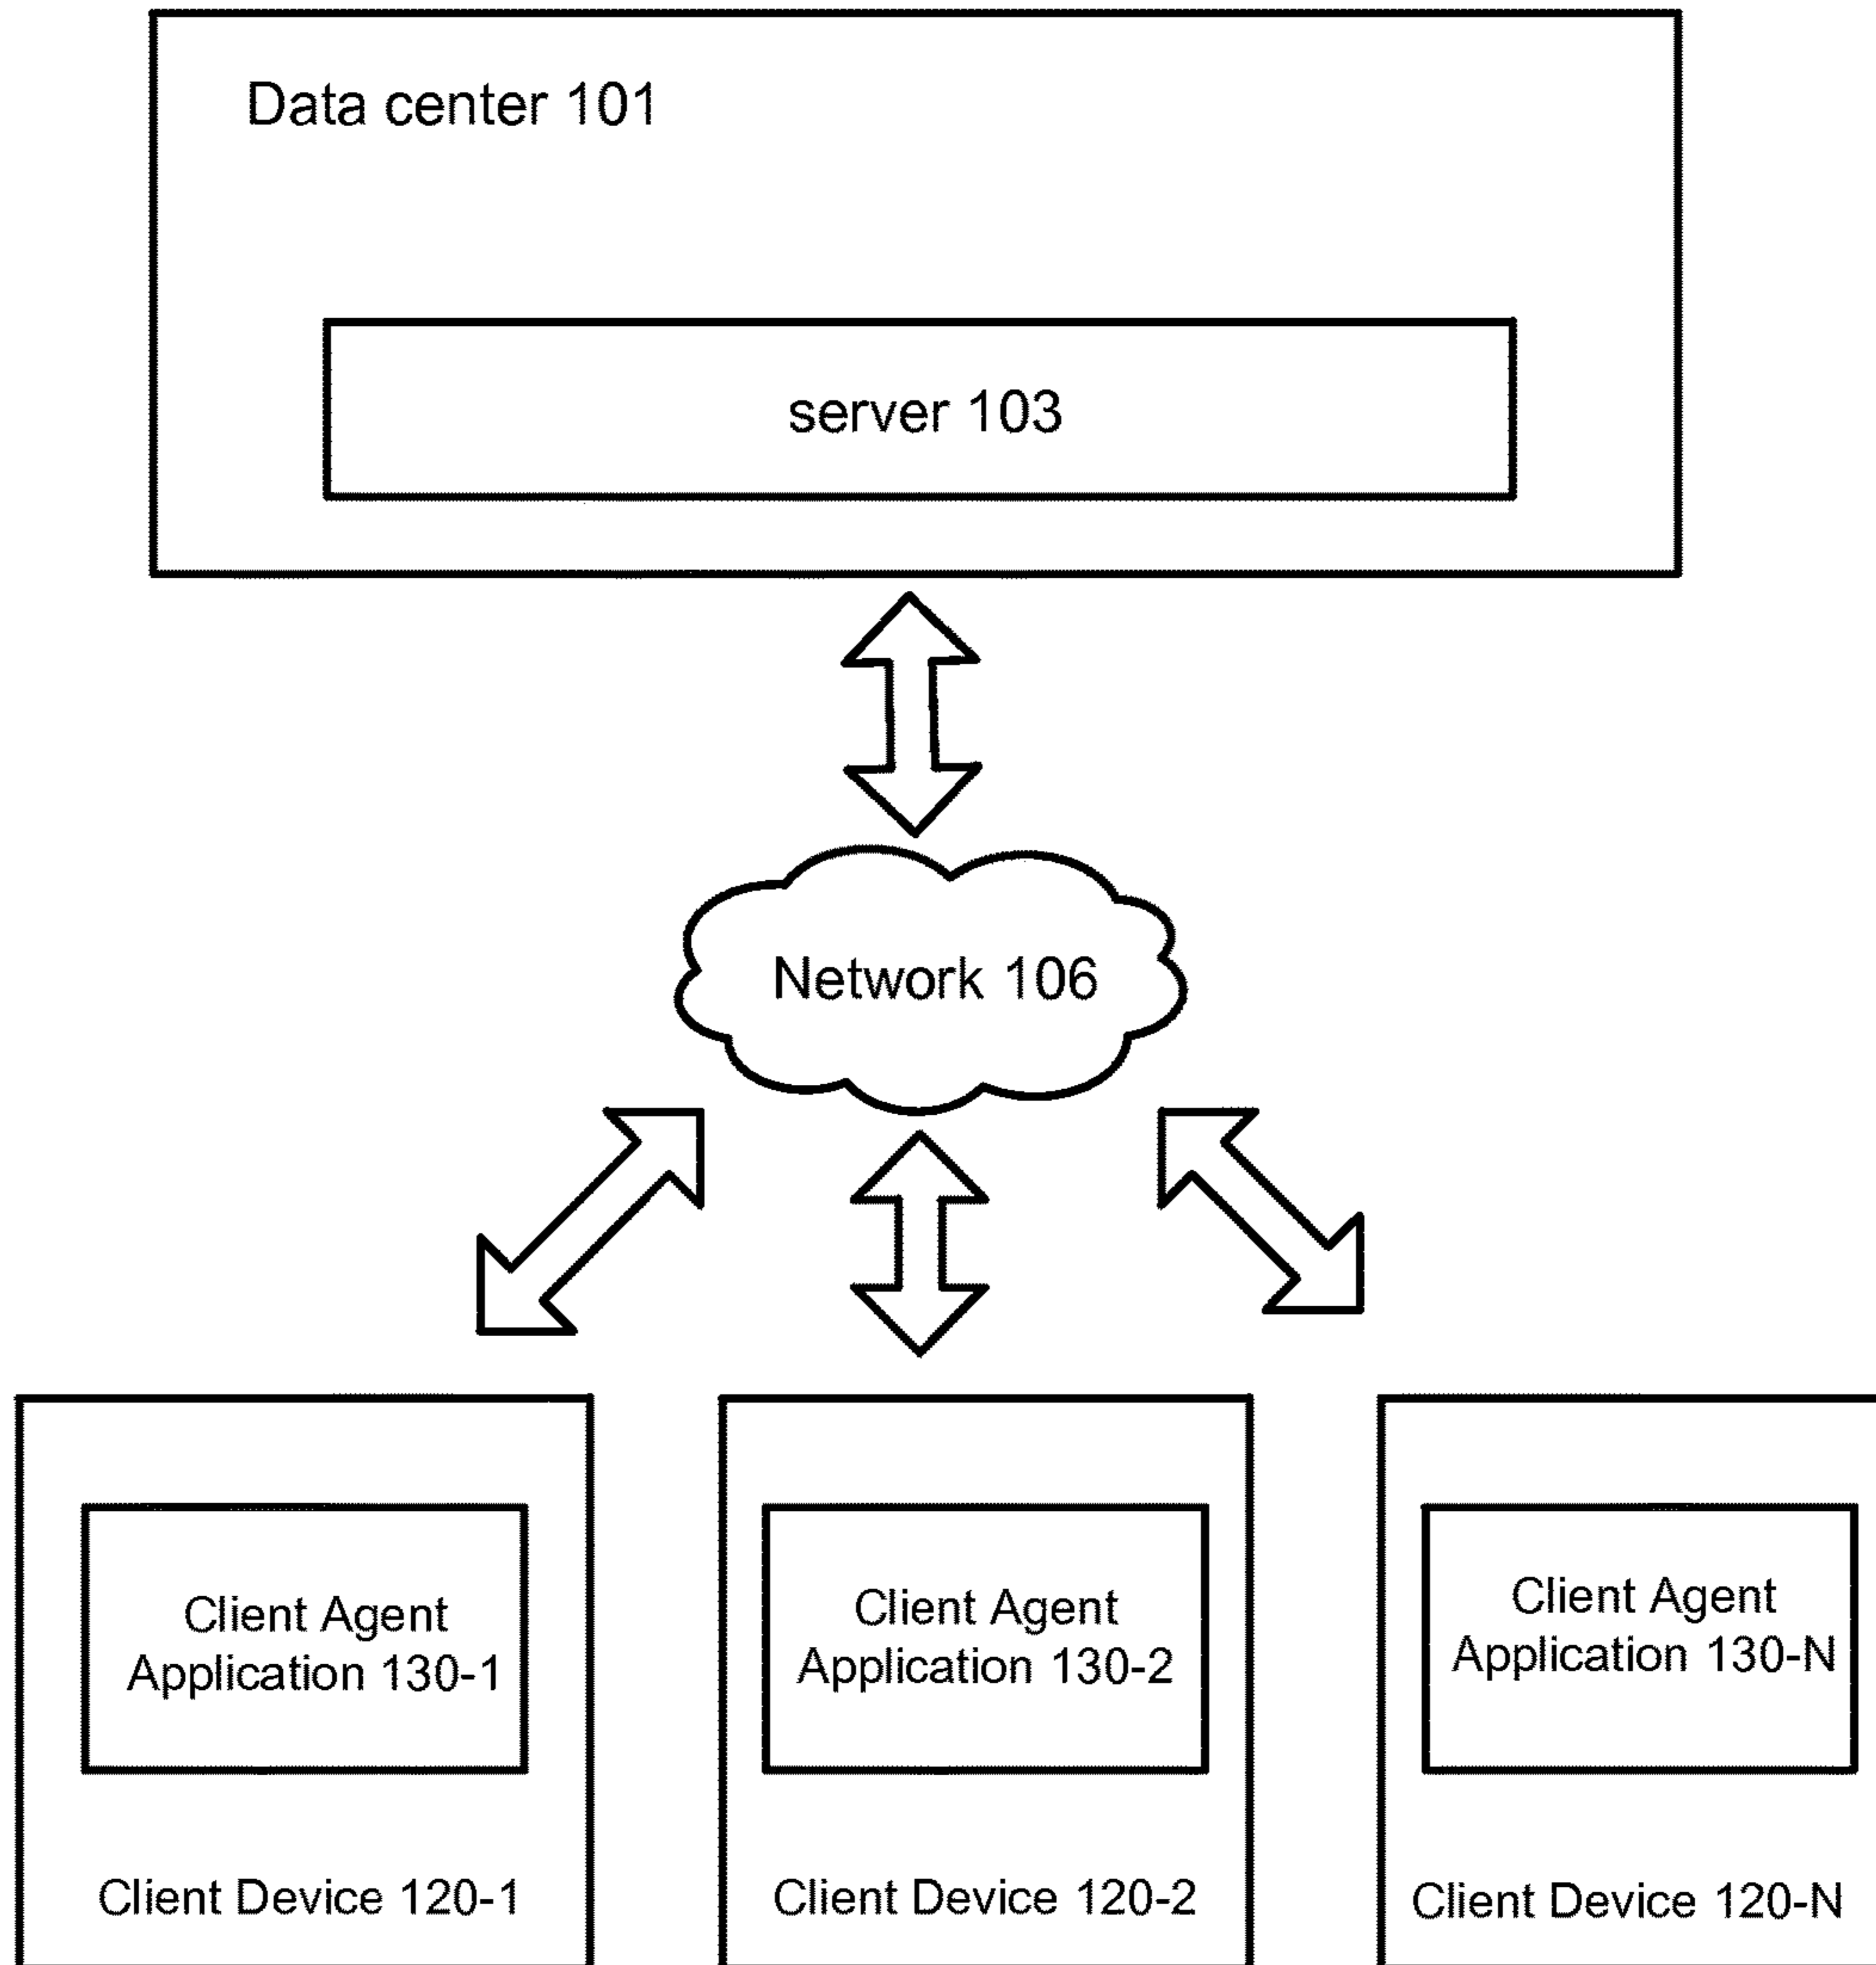 Data center 101
server 103
Network 106
Client Agent
Application 130-1
Client Device 120-1
Client Agent
Application 130-2
Client Device 120-2
Client Agent
Application 130-N
Client Device 120-N